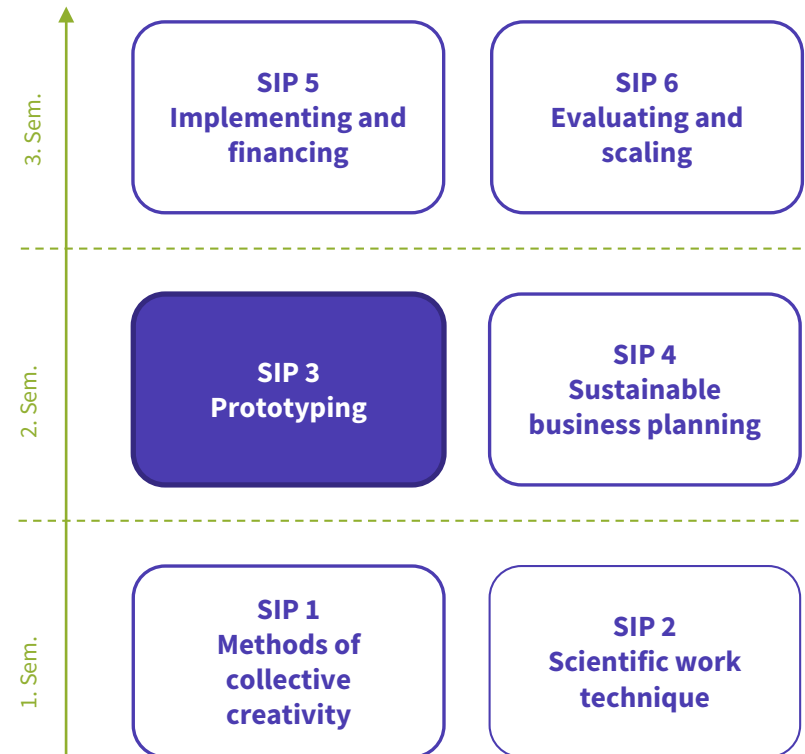 3. Sem.
SIP 5
Implementing and
financing
SIP 6
Evaluating and
scaling
2. Sem.
SIP 3
Prototyping
SIP 4
Sustainable
business planning
1. Sem.
SIP 1
Methods of
collective
creativity
SIP 2
Scientific work
technique